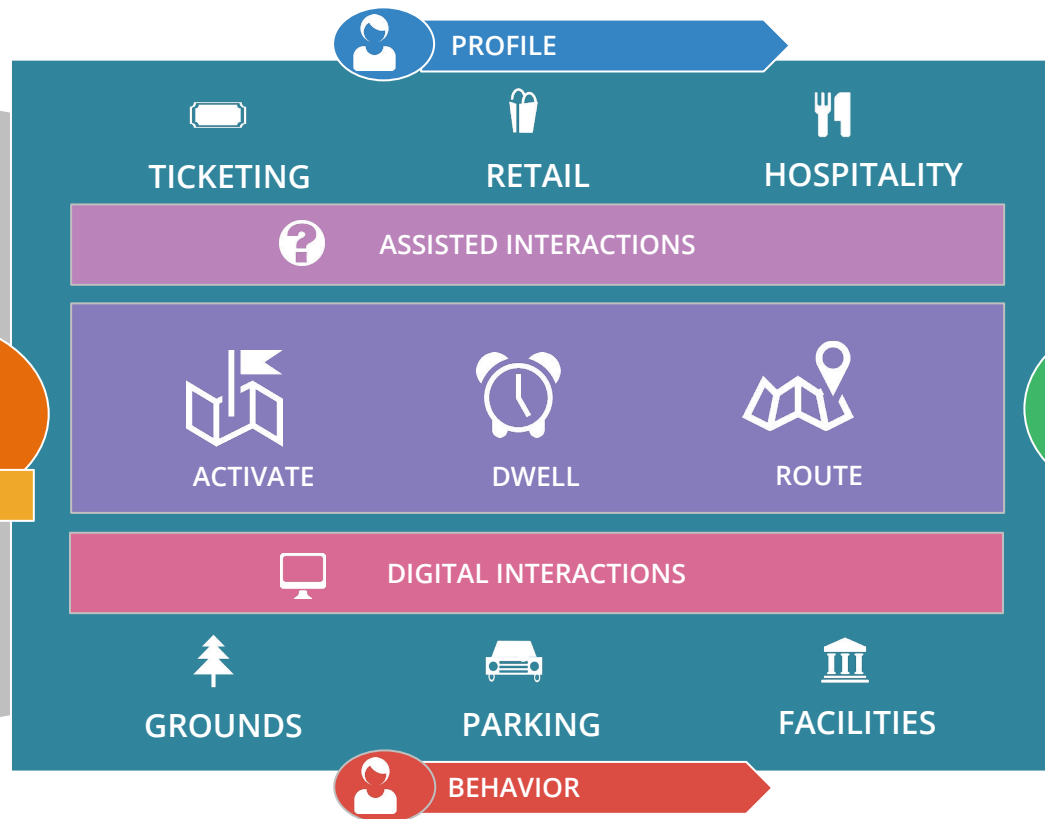 PROFILE
TICKETING
RETAIL
HOSPITALITY
ASSISTED INTERACTIONS
ACTIVATE
DWELL
ROUTE
DIGITAL INTERACTIONS
GROUNDS
PARKING
FACILITIES
BEHAVIOR